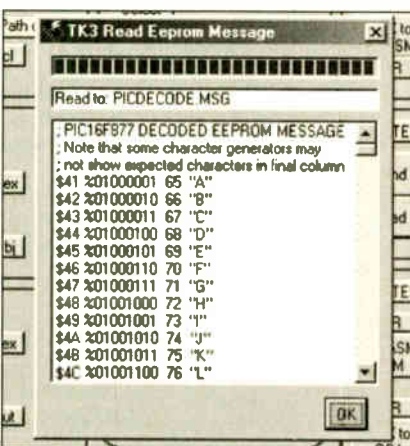 TK3 Read Eeprom Message
Read to: PICDECODE.MSG
; PIC16F877 DECODED EEPROM MESSAGE
; Note that some character generators may
; not show expected characters in final column
$41 %01000001 65 "A"
$42 %01000010 66 "B"
$43 %01000011 67 "C"
$44 %01000100 68 "D"
$45 %01000101 69 "E"
$46 %01000110 70 "F"
$47 %01000111 71 "G"
$48 %01001000 72 "H"
$49 %01001001 73 "I"
$4A %01001010 74 "J"
$4B %01001011 75 "K"
$4C %01001100 76 "L"
OK